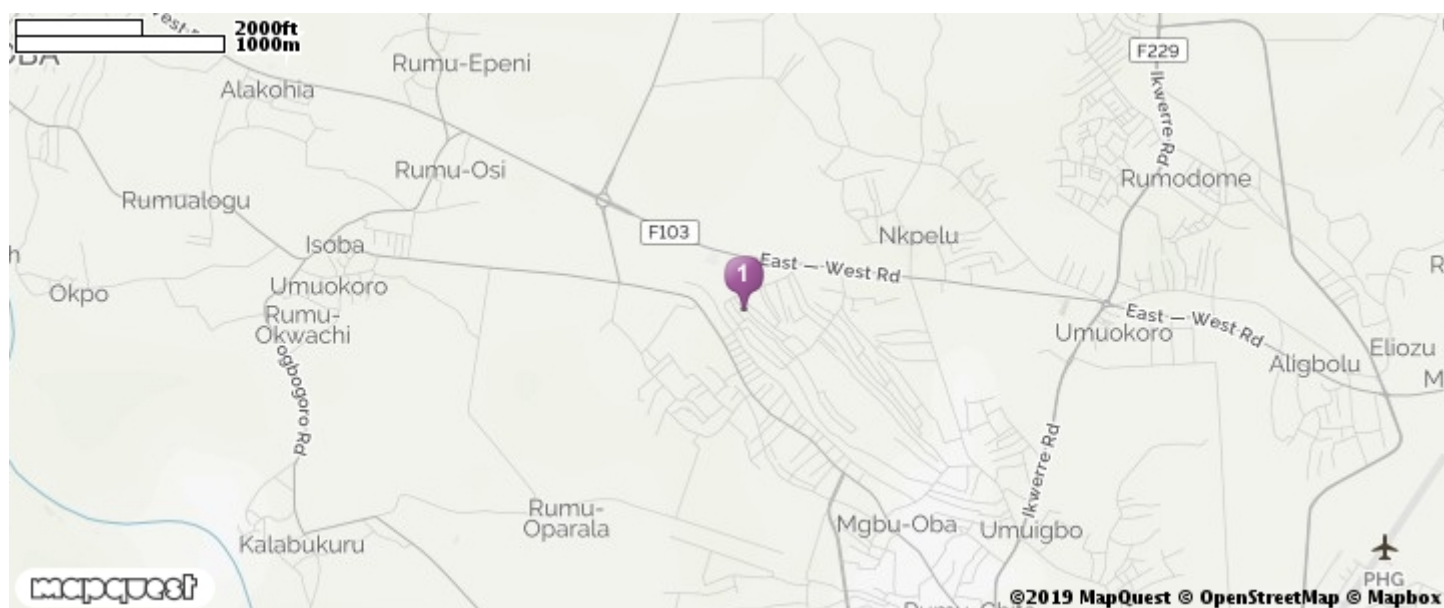 2000ft
1000m
F229
Rumu-Epeni
Alakohia
Ikwerre Rd
Rumu-Osi
Rumodome
Rumualogu
F103
Nkpelu
Isoba
East — West Rd
1
Umuokoro
Okpo
Rumu-
Okwachi
East — West Rd
Umuokoro
Eliozu
Aligbolu
ogbogoro Rd
Ikwerre Rd
Rumu-
Oparala
Mgbu-Oba
Umuigbo
Kalabukuru
PHG
mapquest
©2019 MapQuest © OpenStreetMap © Mapbox